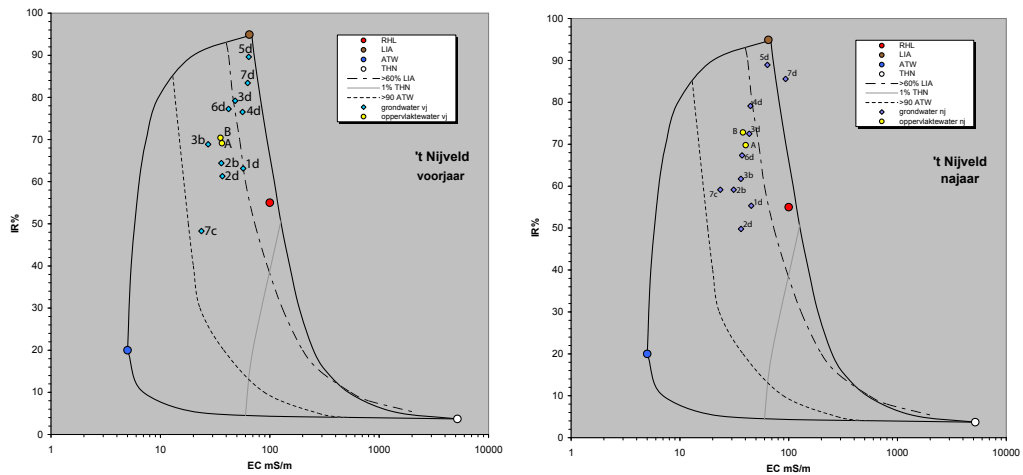 100
90
80
70
60
50
40
30
20
10
0
IR%
1
10
100
1000
10000
EC mS/m
RHL
LIA
ATW
THN
>60% LIA
1% THN
>90 ATW
grondwater vj
oppervlaktewater vj
't Nijveld
voorjaar
5d
7d
3d
6d
4d
B
A
3b
2b
1d
2d
7c
100
90
80
70
60
50
40
30
20
10
0
IR%
1
10
100
1000
10000
EC mS/m
RHL
LIA
ATW
THN
>60% LIA
1% THN
>90 ATW
grondwater nj
oppervlaktewater nj
't Nijveld
najaar
5d
7d
4d
B
3d
A
6d
3b
7c
2b
1d
2d